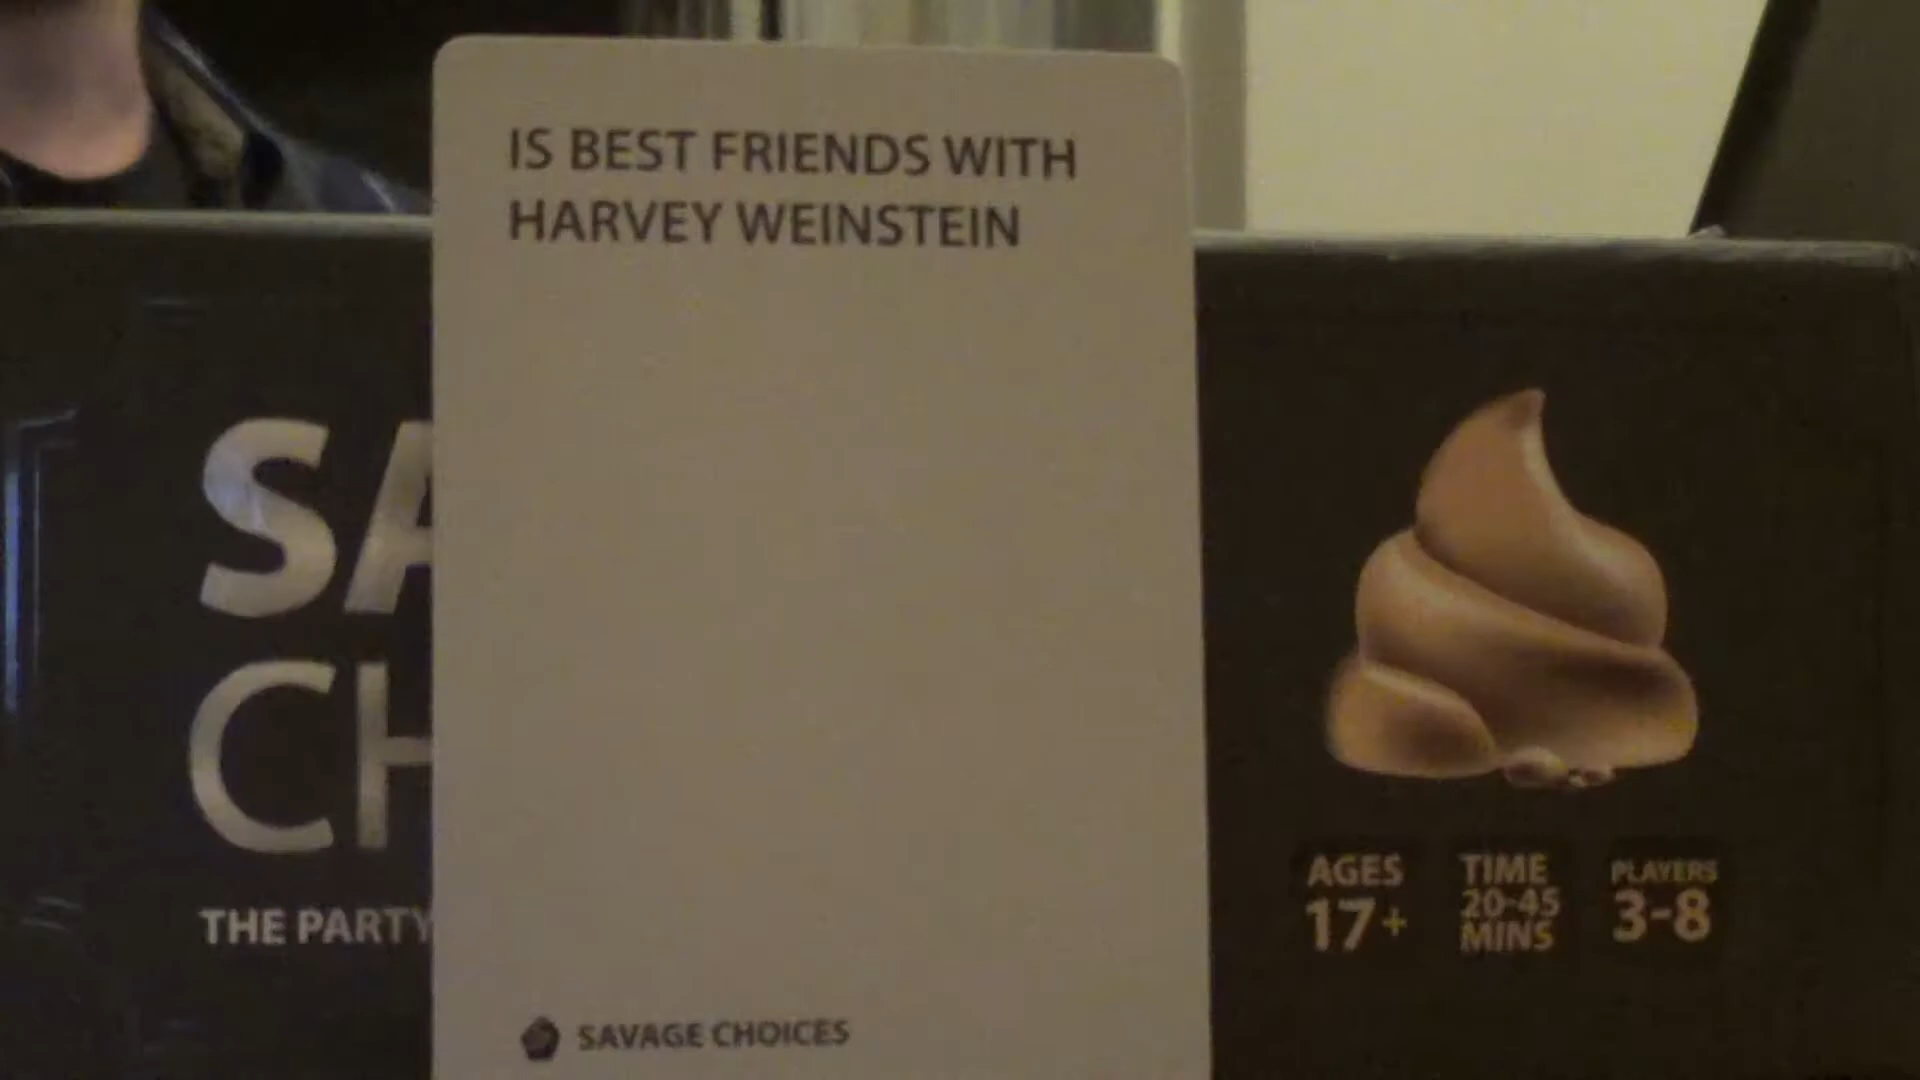 IS BEST FRIENDS WITH
HARVEY WEINSTEIN
SA
CH
THE PARTY
AGES
17+
TIME
20-45
MINS
PLAYERS
3-8
SAVAGE CHOICES